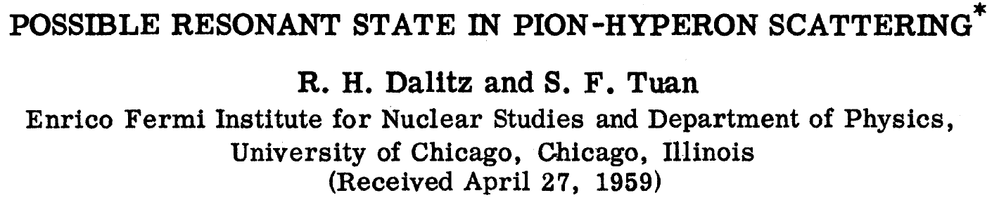 POSSIBLE RESONANT STATE IN PION-HYPERON SCATTERING*
R. H. Dalitz and S. F. Tuan
Enrico Fermi Institute for Nuclear Studies and Department of Physics,
University of Chicago, Chicago, Illinois
(Received April 27, 1959)